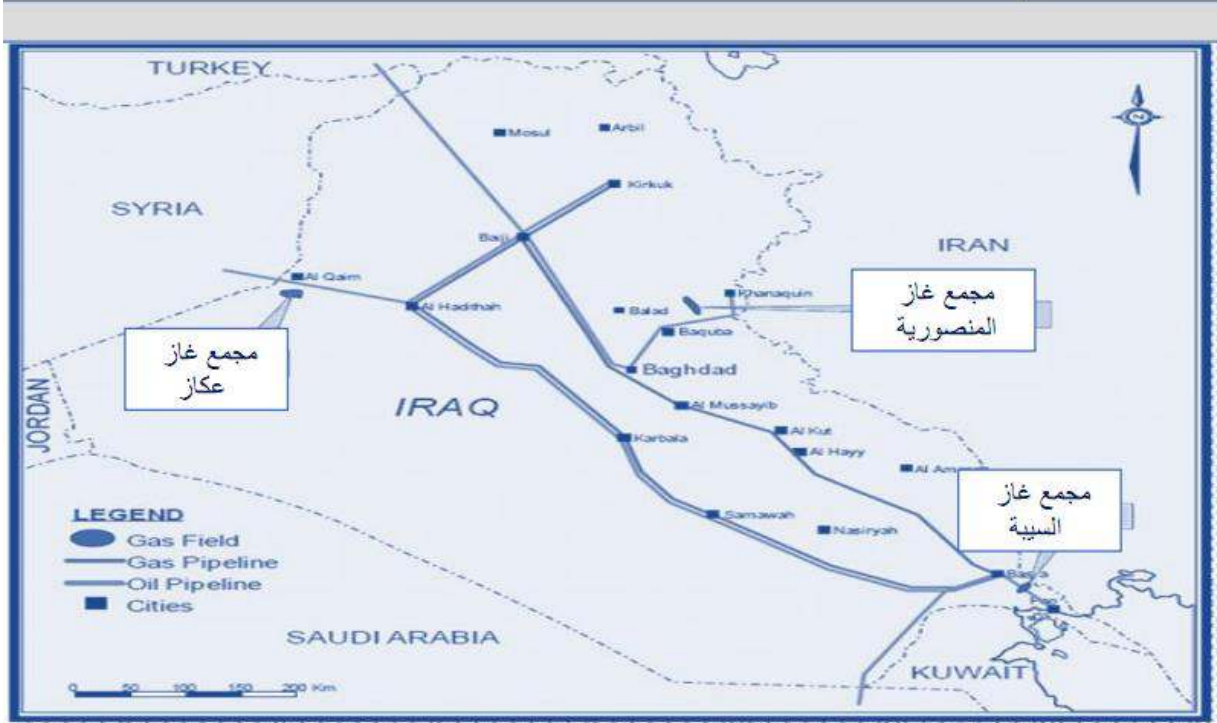 TURKEY
Mosul
Arbil
Kirkuk
SYRIA
Baiji
IRAN
Al Qaim
Khanaquin
Al Hadithah
Balad
مجمع غاز
المنصورية
Baquba
مجمع غاز
عكاز
Baghdad
IRAQ
Al Mussayib
JORDAN
Al Kut
Karbala
Al Hayy
مجمع غاز
السيبة
LEGEND
Gas Field
Gas Pipeline
Oil Pipeline
Cities
Samawah
Nasiryah
SAUDI ARABIA
KUWAIT
0 50 100 150 200 Km